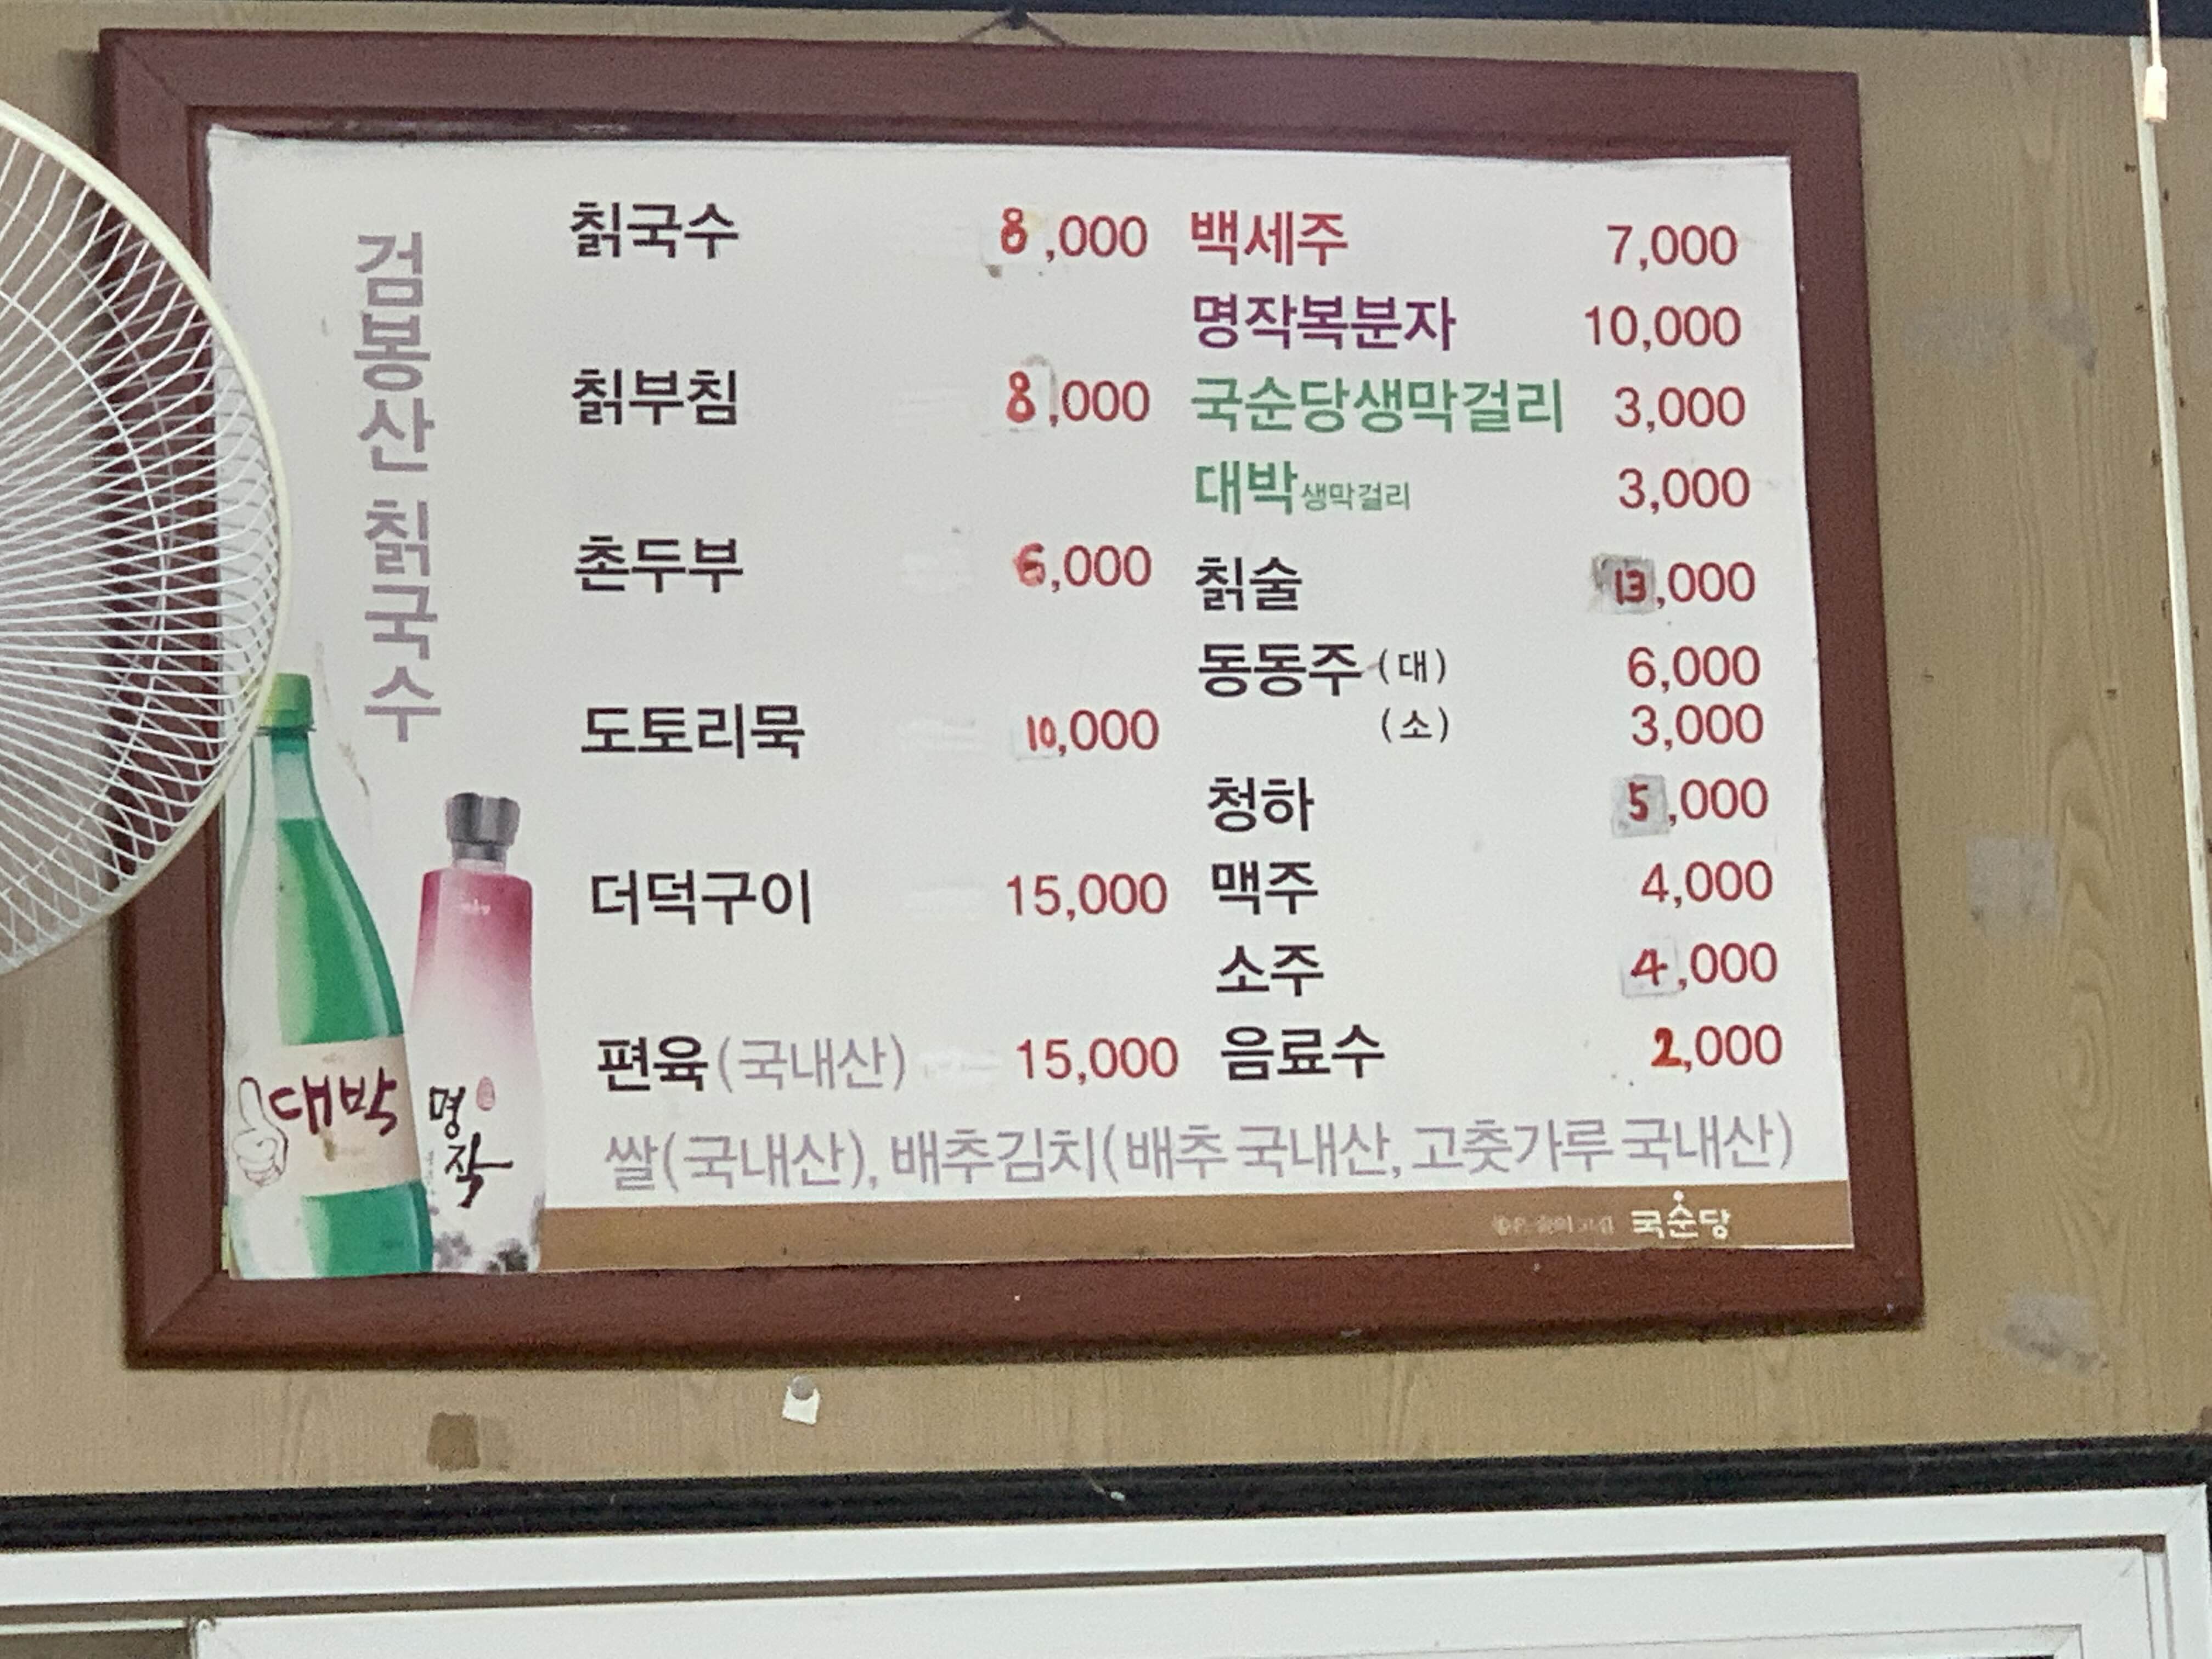 검봉산 칡국수
칡국수 8,000
칡부침 8,000
촌두부 6,000
도토리묵 10,000
더덕구이 15,000
편육(국내산) 15,000
백세주 7,000
명작복분자 10,000
국순당생막걸리 3,000
대박생막걸리 3,000
칡술 13,000
동동주(대) 6,000
(소) 3,000
청하 5,000
맥주 4,000
소주 4,000
음료수 2,000
쌀(국내산), 배추김치(배추 국내산, 고춧가루 국내산)
대박
명작
국순당